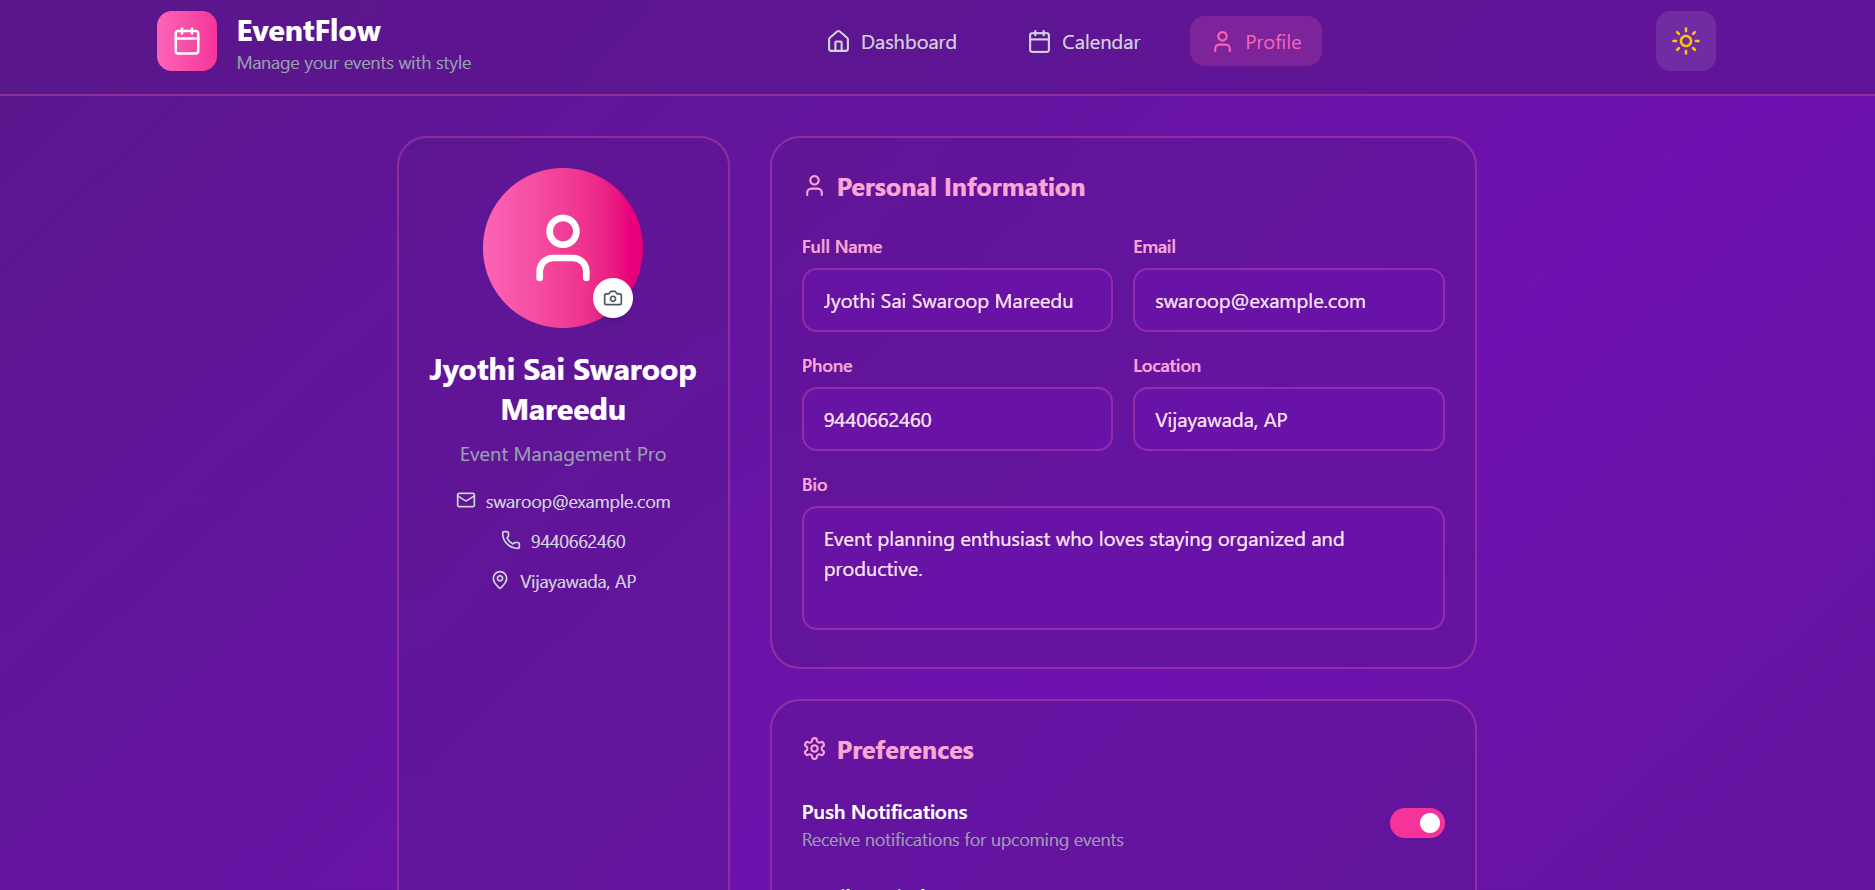 EventFlow
Manage your events with style
Dashboard
Calendar
Profile
Jyothi Sai Swaroop
Mareedu
Event Management Pro
swaroop@example.com
9440662460
Vijayawada, AP
Personal Information
Full Name
Email
Jyothi Sai Swaroop Mareedu
swaroop@example.com
Phone
Location
9440662460
Vijayawada, AP
Bio
Event planning enthusiast who loves staying organized and
productive.
Preferences
Push Notifications
Receive notifications for upcoming events